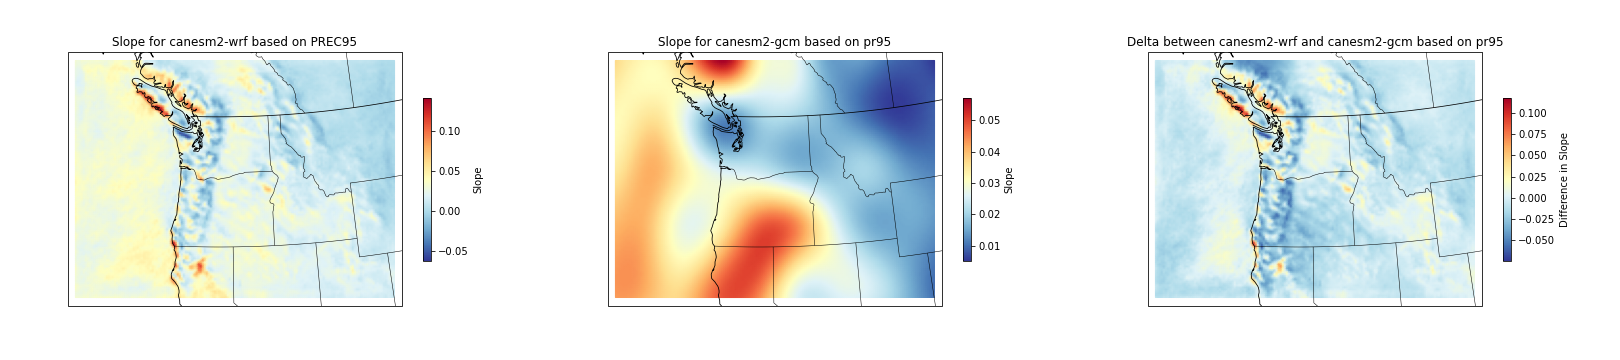 Slope for canesm2-wrf based on PREC95
0.10
0.05
0.00
−0.05
Slope
Slope for canesm2-gcm based on pr95
0.05
0.04
0.03
0.02
0.01
Slope
Delta between canesm2-wrf and canesm2-gcm based on pr95
0.100
0.075
0.050
0.025
0.000
−0.025
−0.050
Difference in Slope